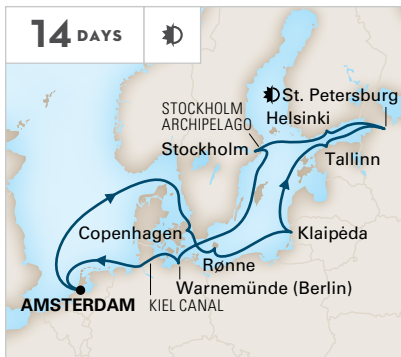 14 DAYS
St. Petersburg
STOCKHOLM
ARCHIPELAGO
Helsinki
Stockholm
Tallinn
Copenhagen
Klaipėda
Rønne
Warnemünde (Berlin)
AMSTERDAM
KIEL CANAL